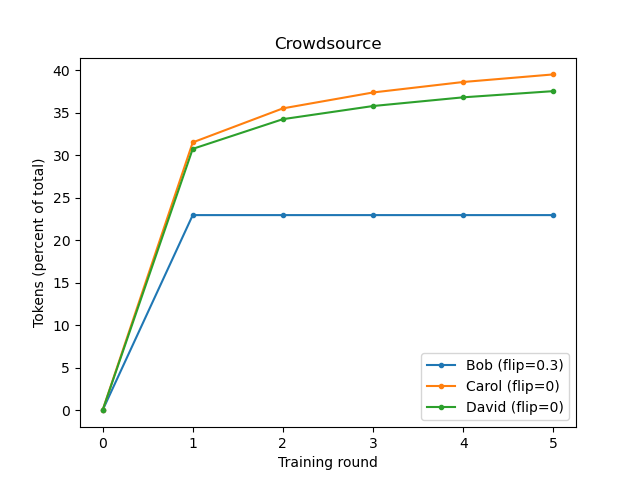 Crowdsource
Tokens (percent of total)
40
35
30
25
20
15
10
5
0
0 1 2 3 4 5
Training round
Bob (flip=0.3)
Carol (flip=0)
David (flip=0)